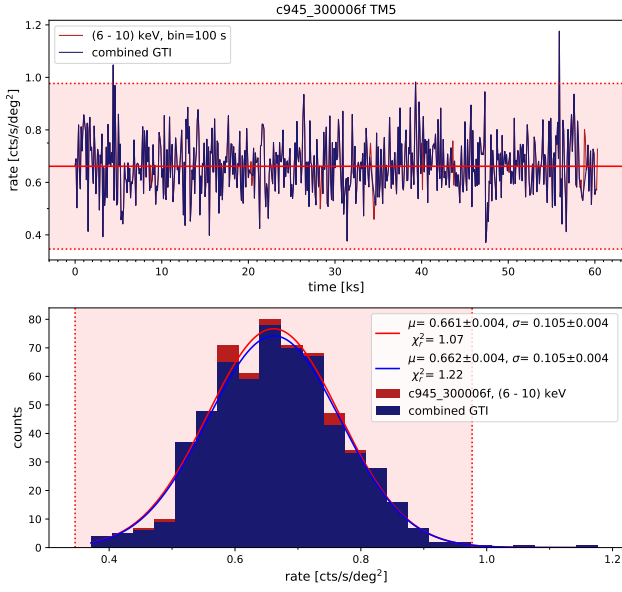 c945_300006f TM5
(6 - 10) keV, bin=100 s
combined GTI
rate [cts/s/deg²]
1.2
1.0
0.8
0.6
0.4
0 10 20 30 40 50 60
time [ks]
μ= 0.661±0.004, σ= 0.105±0.004
χᵣ²= 1.07
μ= 0.662±0.004, σ= 0.105±0.004
χᵣ²= 1.22
c945_300006f, (6 - 10) keV
combined GTI
counts
80
70
60
50
40
30
20
10
0
0.4 0.6 0.8 1.0 1.2
rate [cts/s/deg²]